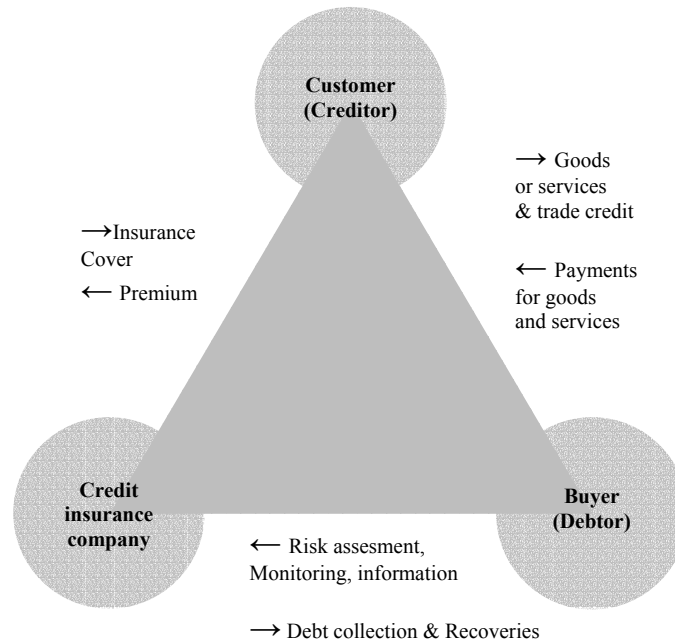 Customer
(Creditor)
→ Goods
or services
& trade credit
→Insurance
Cover
← Premium
← Payments
for goods
and services
Credit
insurance
company
Buyer
(Debtor)
← Risk assesment,
Monitoring, information
→ Debt collection & Recoveries